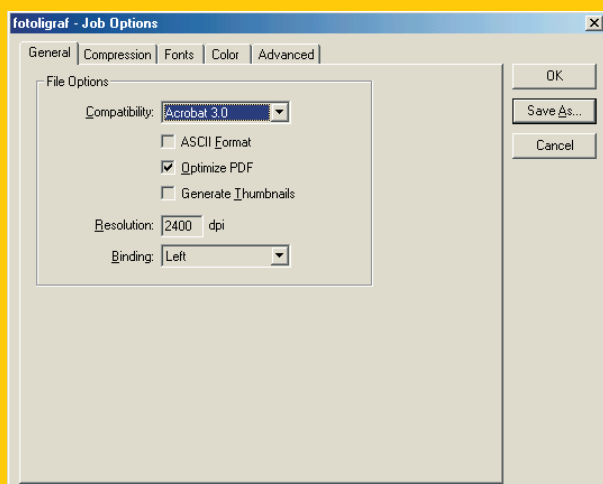 fotoligraf - Job Options
General Compression Fonts Color Advanced
File Options
Compatibility: Acrobat 3.0
ASCII Format
Optimize PDF
Generate Thumbnails
Resolution: 2400 dpi
Binding: Left
OK
Save As...
Cancel